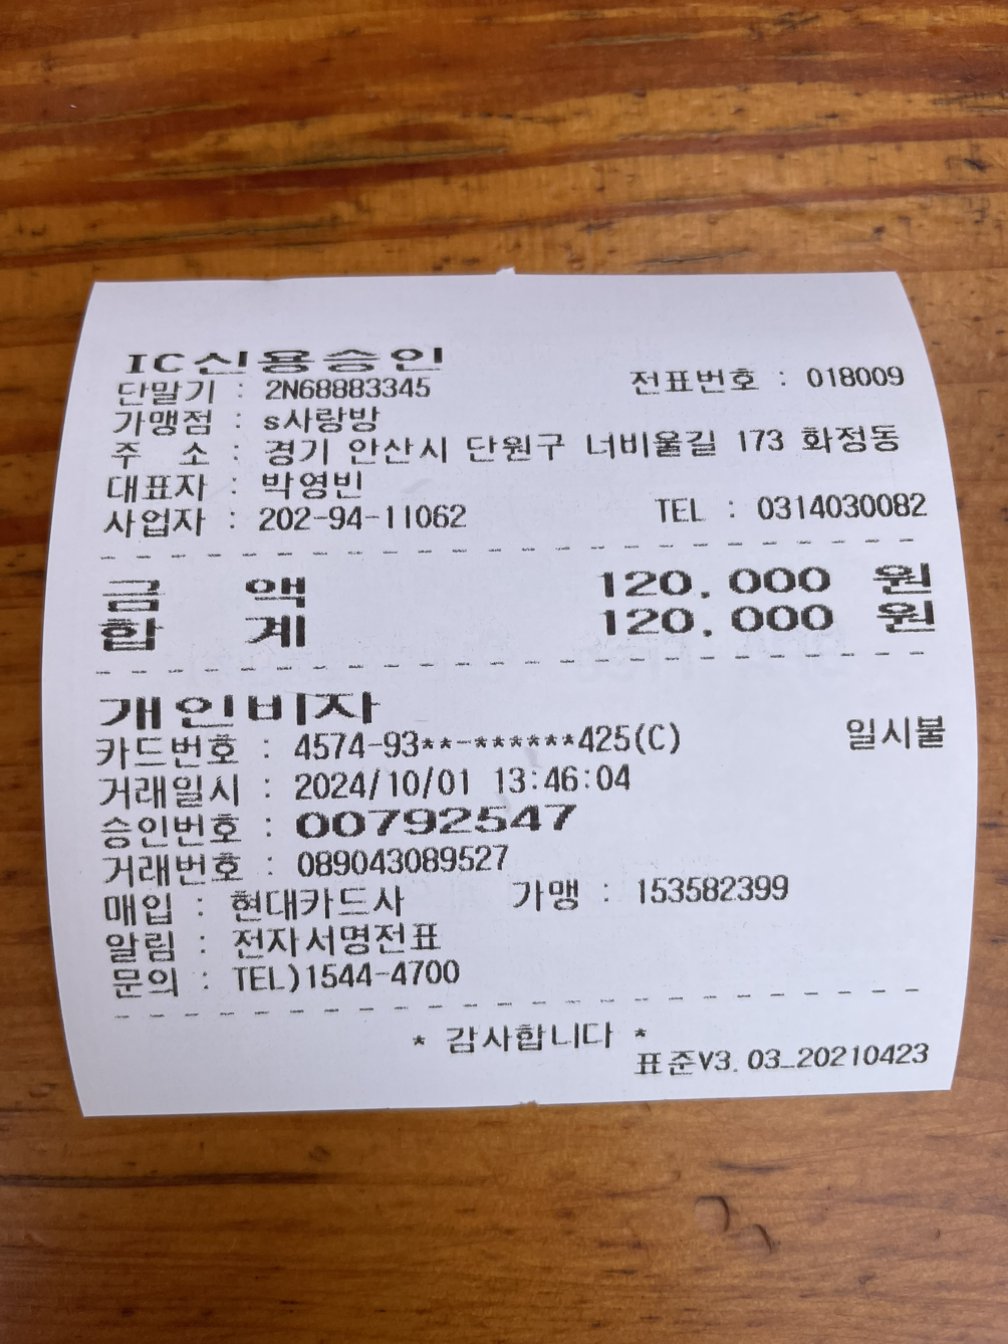 IC신용승인
단말기 : 2N68883345 전표번호 : 018009
가맹점 : s사랑방
주 소 : 경기 안산시 단원구 너비울길 173 화정동
대표자 : 박영빈
사업자 : 202-94-11062 TEL : 0314030082
금 액 120,000 원
합 계 120,000 원
개인비자
카드번호 : 4574-93**-******425(C) 일시불
거래일시 : 2024/10/01 13:46:04
승인번호 : 00792547
거래번호 : 089043089527
매입 : 현대카드사 가맹 : 153582399
알림 : 전자서명전표
문의 : TEL)1544-4700
* 감사합니다 *
표준V3.03_20210423